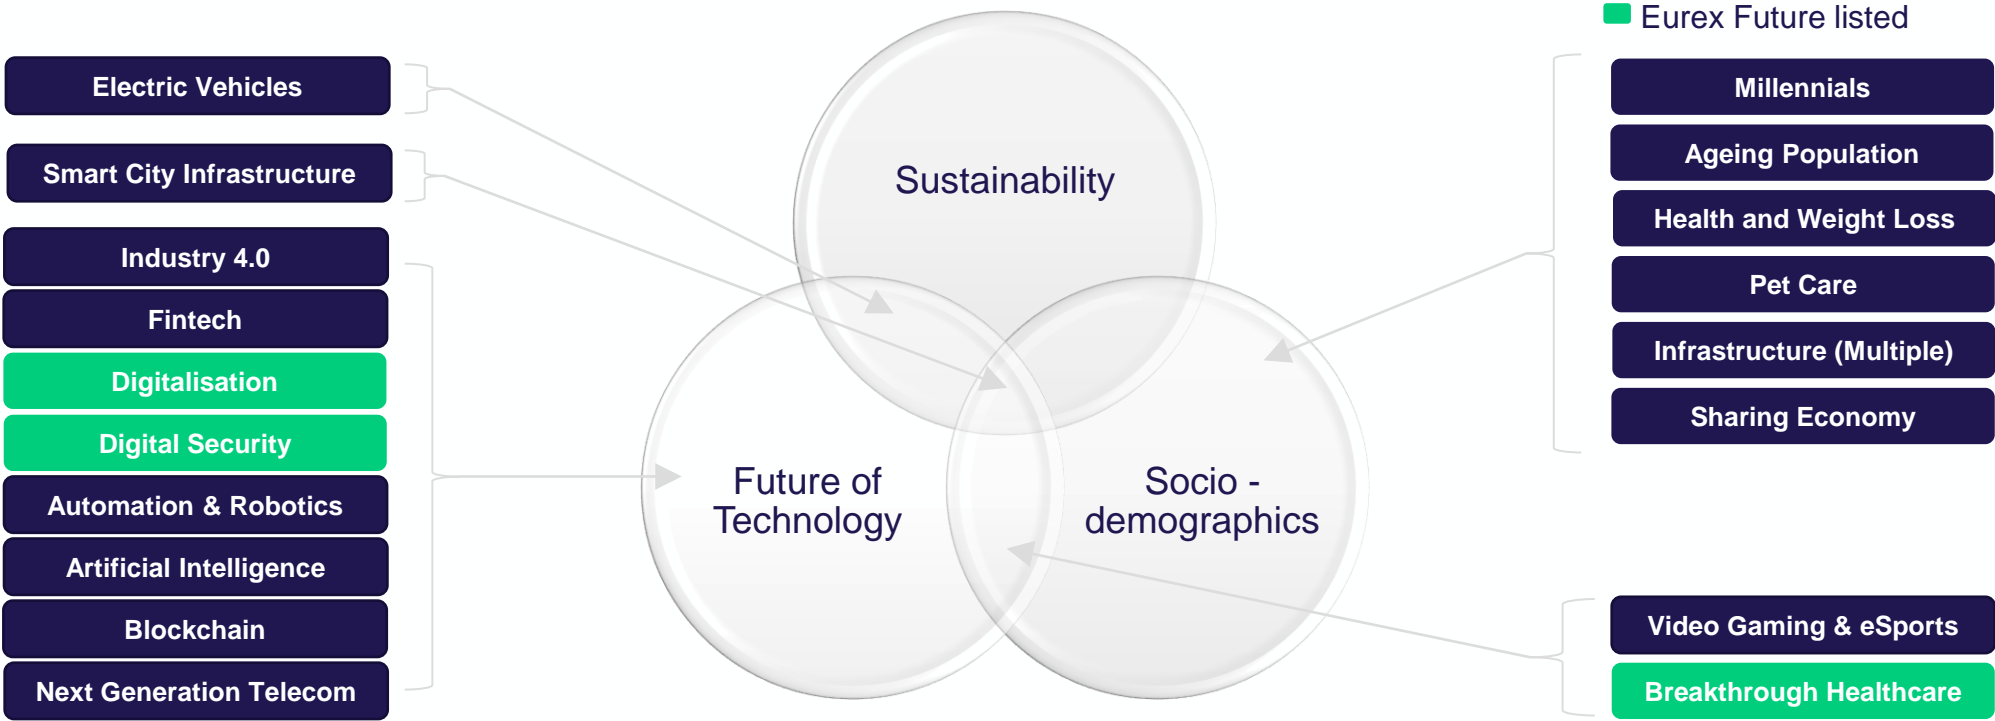 Eurex Future listed
Electric Vehicles
Smart City Infrastructure
Industry 4.0
Fintech
Digitalisation
Digital Security
Automation & Robotics
Artificial Intelligence
Blockchain
Next Generation Telecom
Sustainability
Future of
Technology
Socio -
demographics
Millennials
Ageing Population
Health and Weight Loss
Pet Care
Infrastructure (Multiple)
Sharing Economy
Video Gaming & eSports
Breakthrough Healthcare